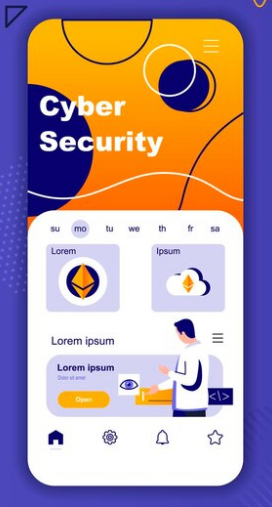 Cyber
Security
su mo tu we th fr sa
Lorem Ipsum
Lorem ipsum
Lorem ipsum
Dolor sit amet
Open
</>